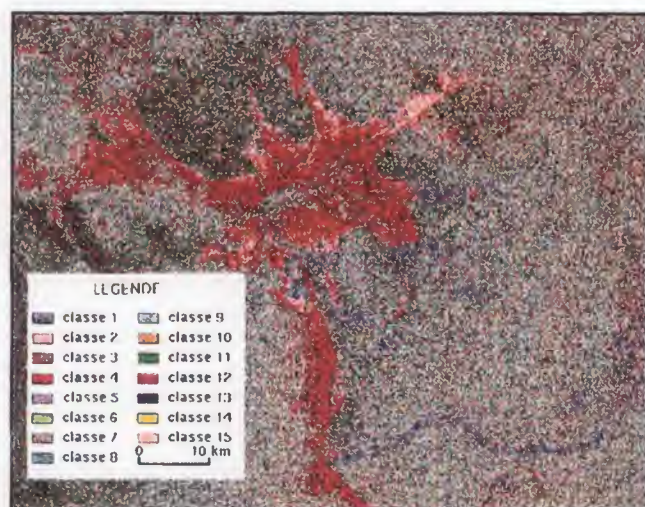 LEGENDE
classe 1
classe 2
classe 3
classe 4
classe 5
classe 6
classe 7
classe 8
classe 9
classe 10
classe 11
classe 12
classe 13
classe 14
classe 15
0 10 km